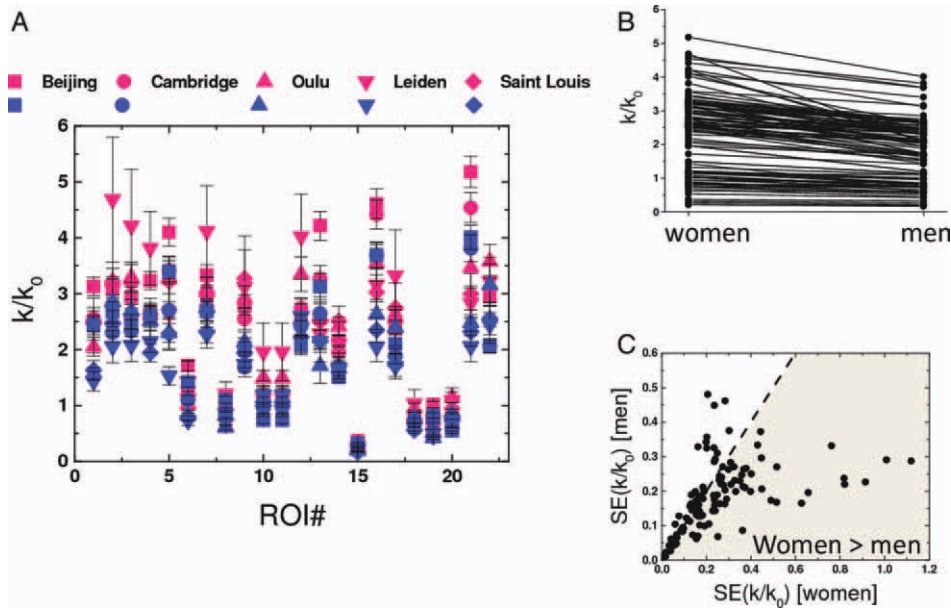 A
Beijing Cambridge Oulu Leiden Saint Louis
6
5
4
3
2
1
0
k/k0
0 5 10 15 20
ROI#
B
6
5
4
3
2
1
0
k/k0
women men
C
0.6
0.5
0.4
0.3
0.2
0.1
0.0
SE(k/k0) [men]
Women > men
0.0 0.2 0.4 0.6 0.8 1.0 1.2
SE(k/k0) [women]